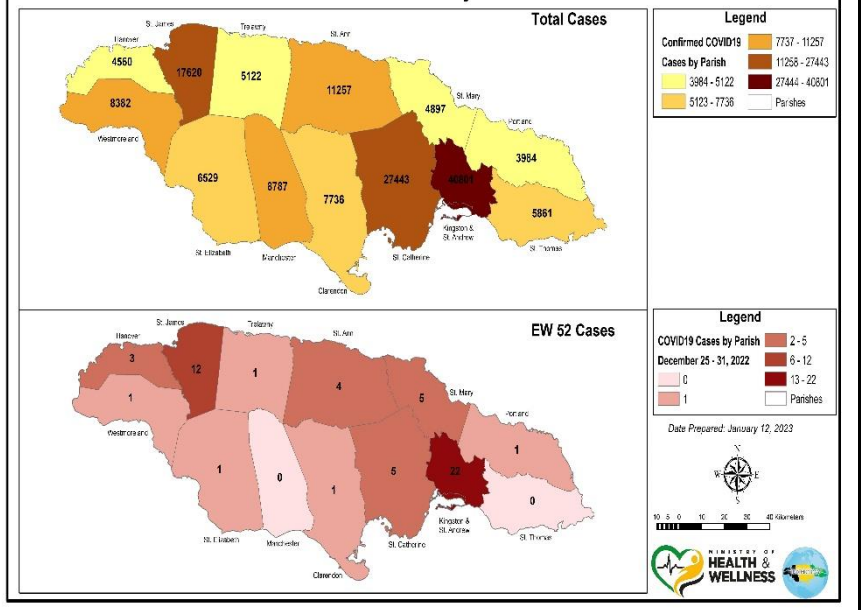 Total Cases
St. James
Trelawny
St. Ann
Hanover
4560
17620
5122
11257
St. Mary
4897
8382
Portland
Westmoreland
3984
6529
8787
7736
27443
40801
5861
Kingston &
St. Andrew
St. Thomas
St. Elizabeth
Manchester
St. Catherine
Clarendon
Legend
Confirmed COVID19
Cases by Parish
3984 - 5122
5123 - 7736
7737 - 11257
11258 - 27443
27444 - 40801
Parishes
EW 52 Cases
St. James
Trelawny
St. Ann
Hanover
3
12
1
4
5
St. Mary
1
Portland
Westmoreland
1
1
0
1
5
22
0
Kingston &
St. Andrew
St. Thomas
St. Elizabeth
Manchester
St. Catherine
Clarendon
Legend
COVID19 Cases by Parish
December 25 - 31, 2022
0
1
2 - 5
6 - 12
13 - 22
Parishes
Date Prepared: January 12, 2023
N
W E
S
10 5 0 10 20 30 40 Kilometers
MINISTRY OF
HEALTH &
WELLNESS